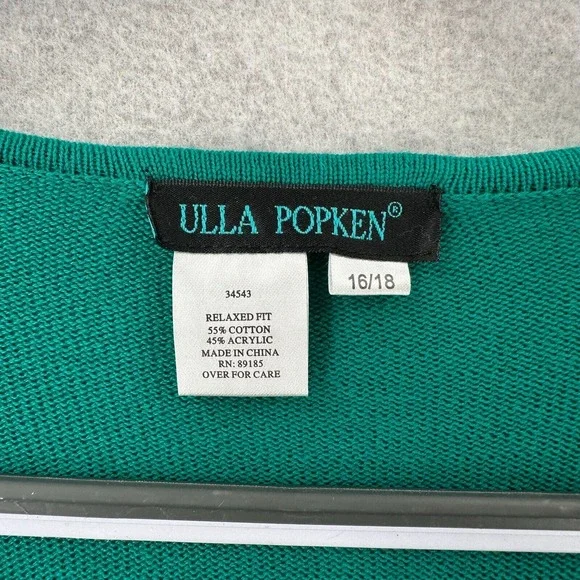 ULLA POPKEN®
16/18
34543
RELAXED FIT
55% COTTON
45% ACRYLIC
MADE IN CHINA
RN: 89185
OVER FOR CARE